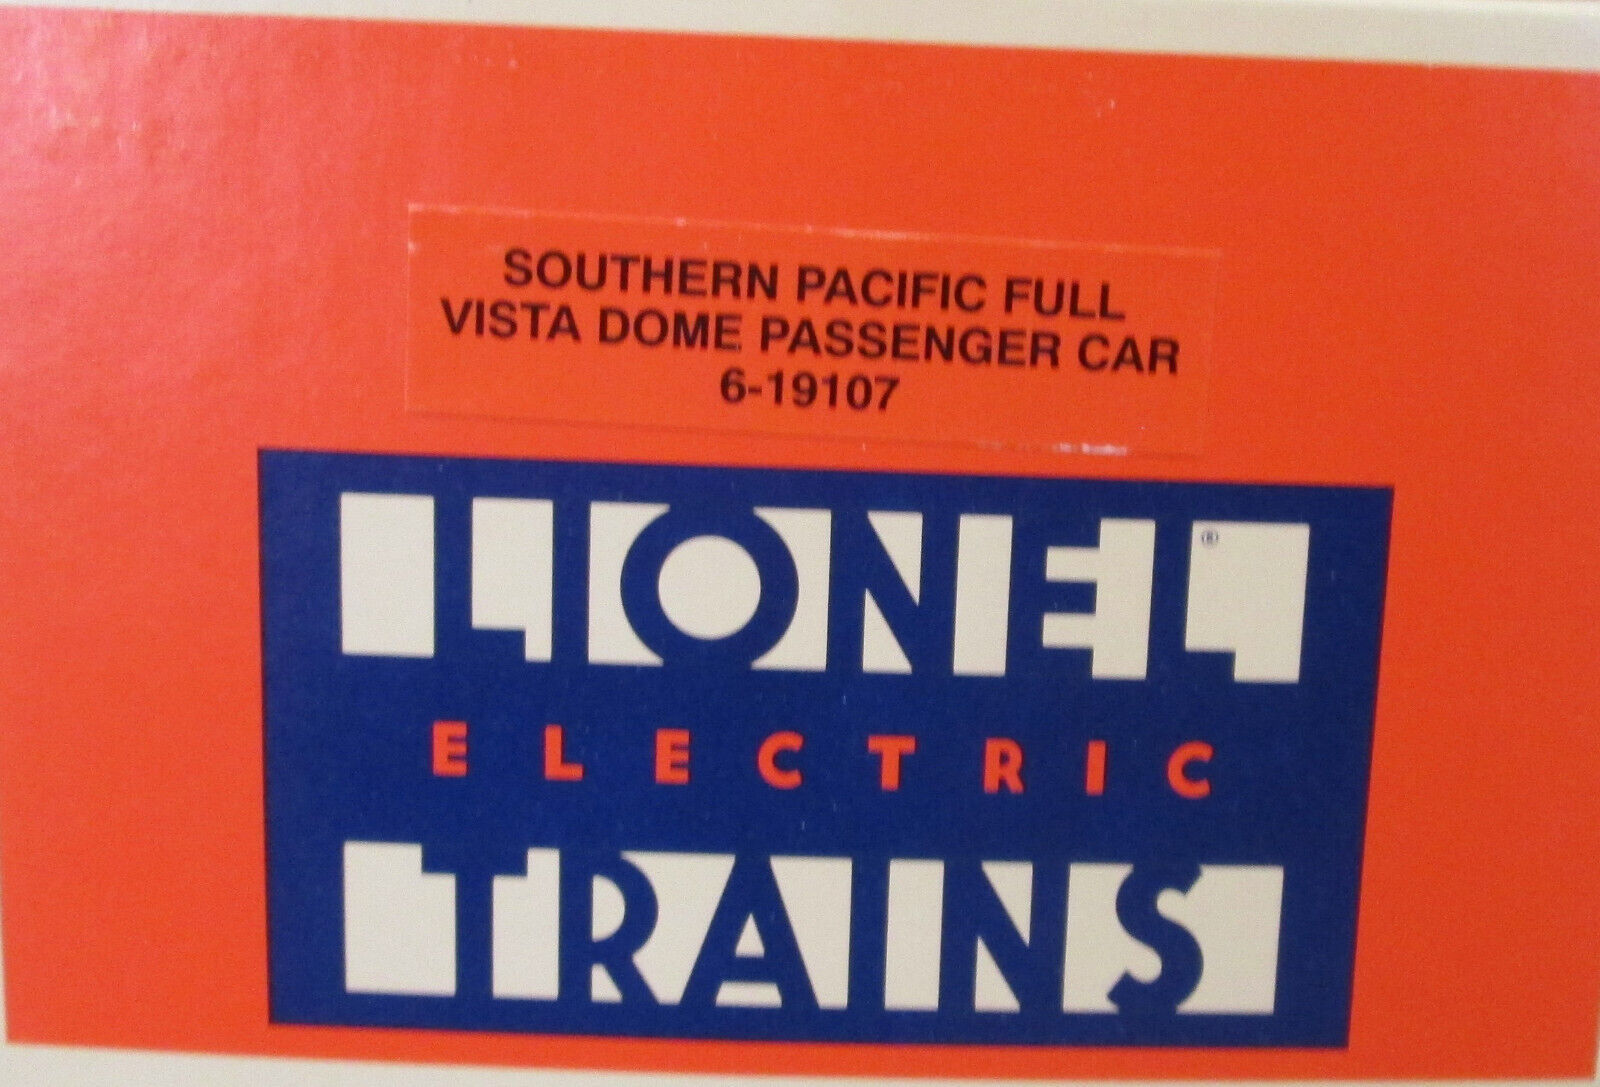 SOUTHERN PACIFIC FULL
VISTA DOME PASSENGER CAR
6-19107
LIONEL®
ELECTRIC
TRAINS